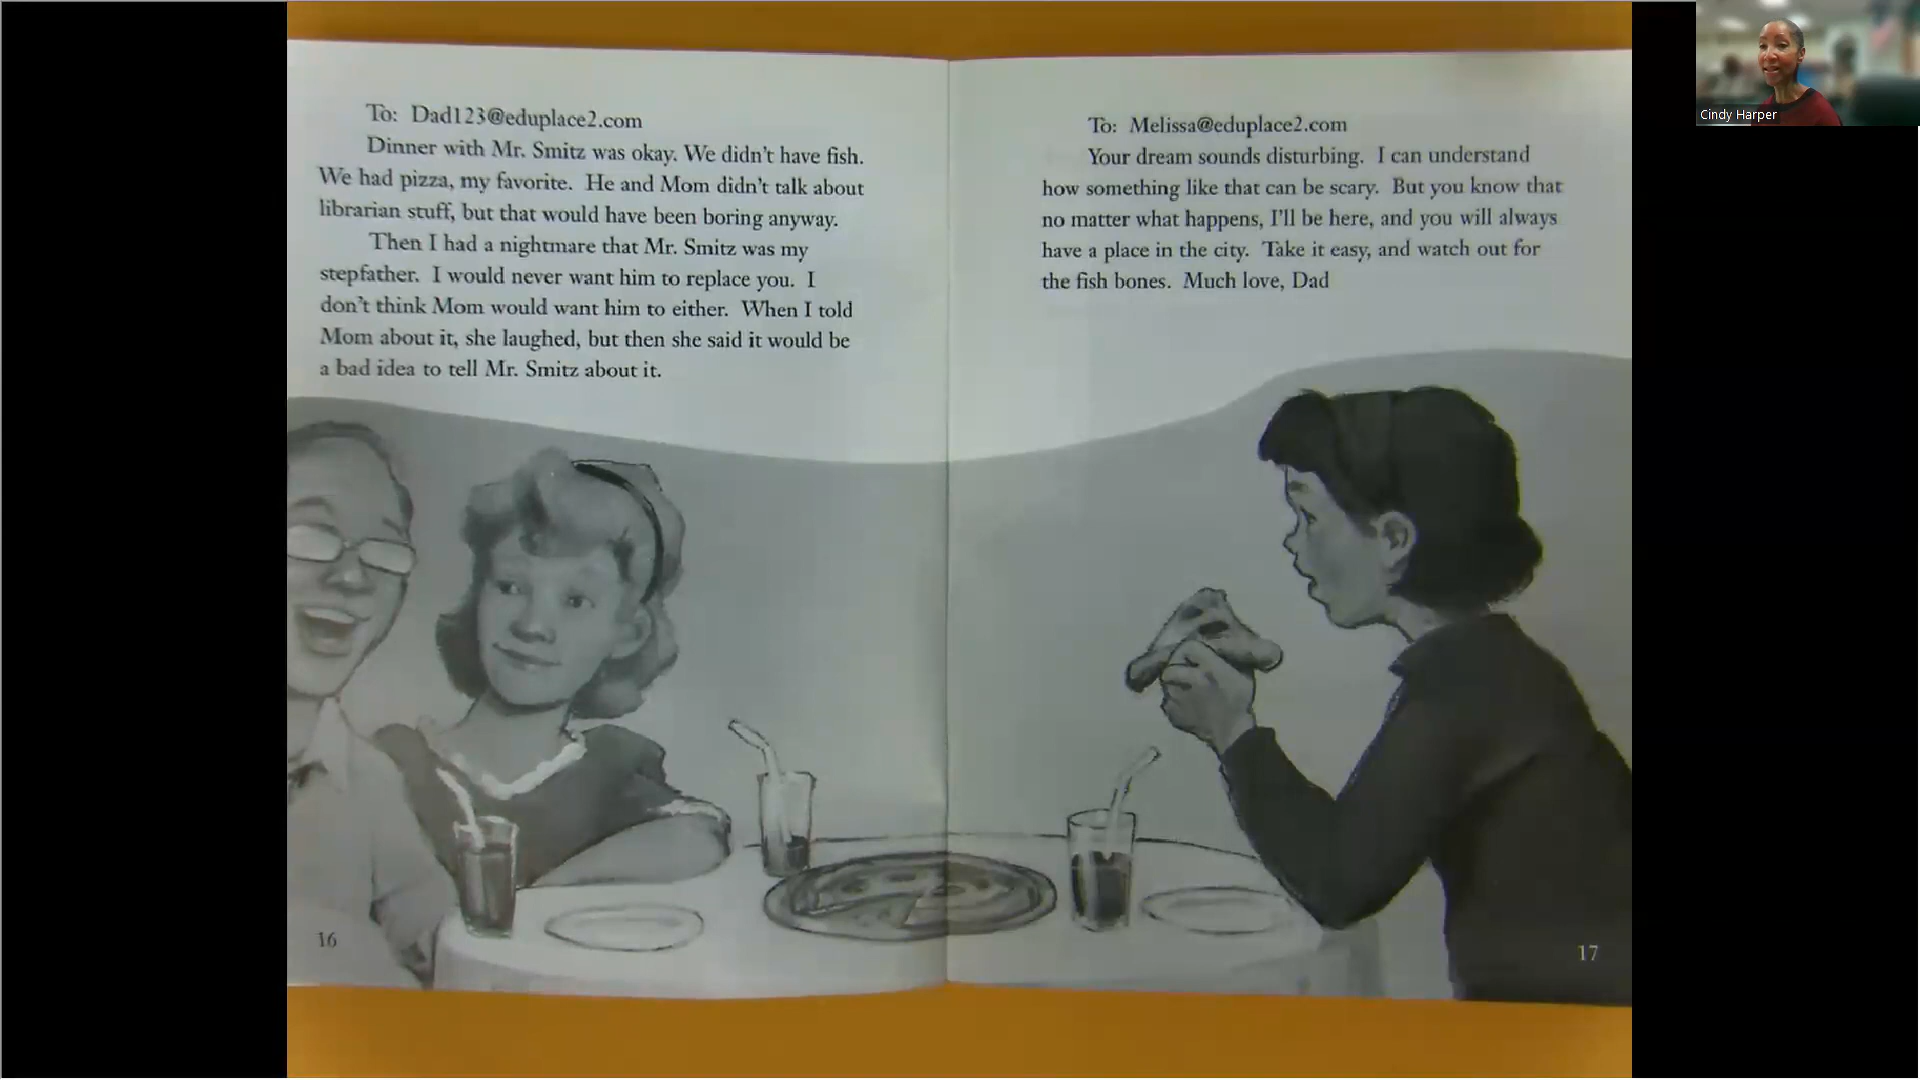 To: Dad123@eduplace2.com
Dinner with Mr. Smitz was okay. We didn't have fish.
We had pizza, my favorite. He and Mom didn't talk about
librarian stuff, but that would have been boring anyway.
Then I had a nightmare that Mr. Smitz was my
stepfather. I would never want him to replace you. I
don't think Mom would want him to either. When I told
Mom about it, she laughed, but then she said it would be
a bad idea to tell Mr. Smitz about it.
16
To: Melissa@eduplace2.com
Your dream sounds disturbing. I can understand
how something like that can be scary. But you know that
no matter what happens, I'll be here, and you will always
have a place in the city. Take it easy, and watch out for
the fish bones. Much love, Dad
17
Cindy Harper